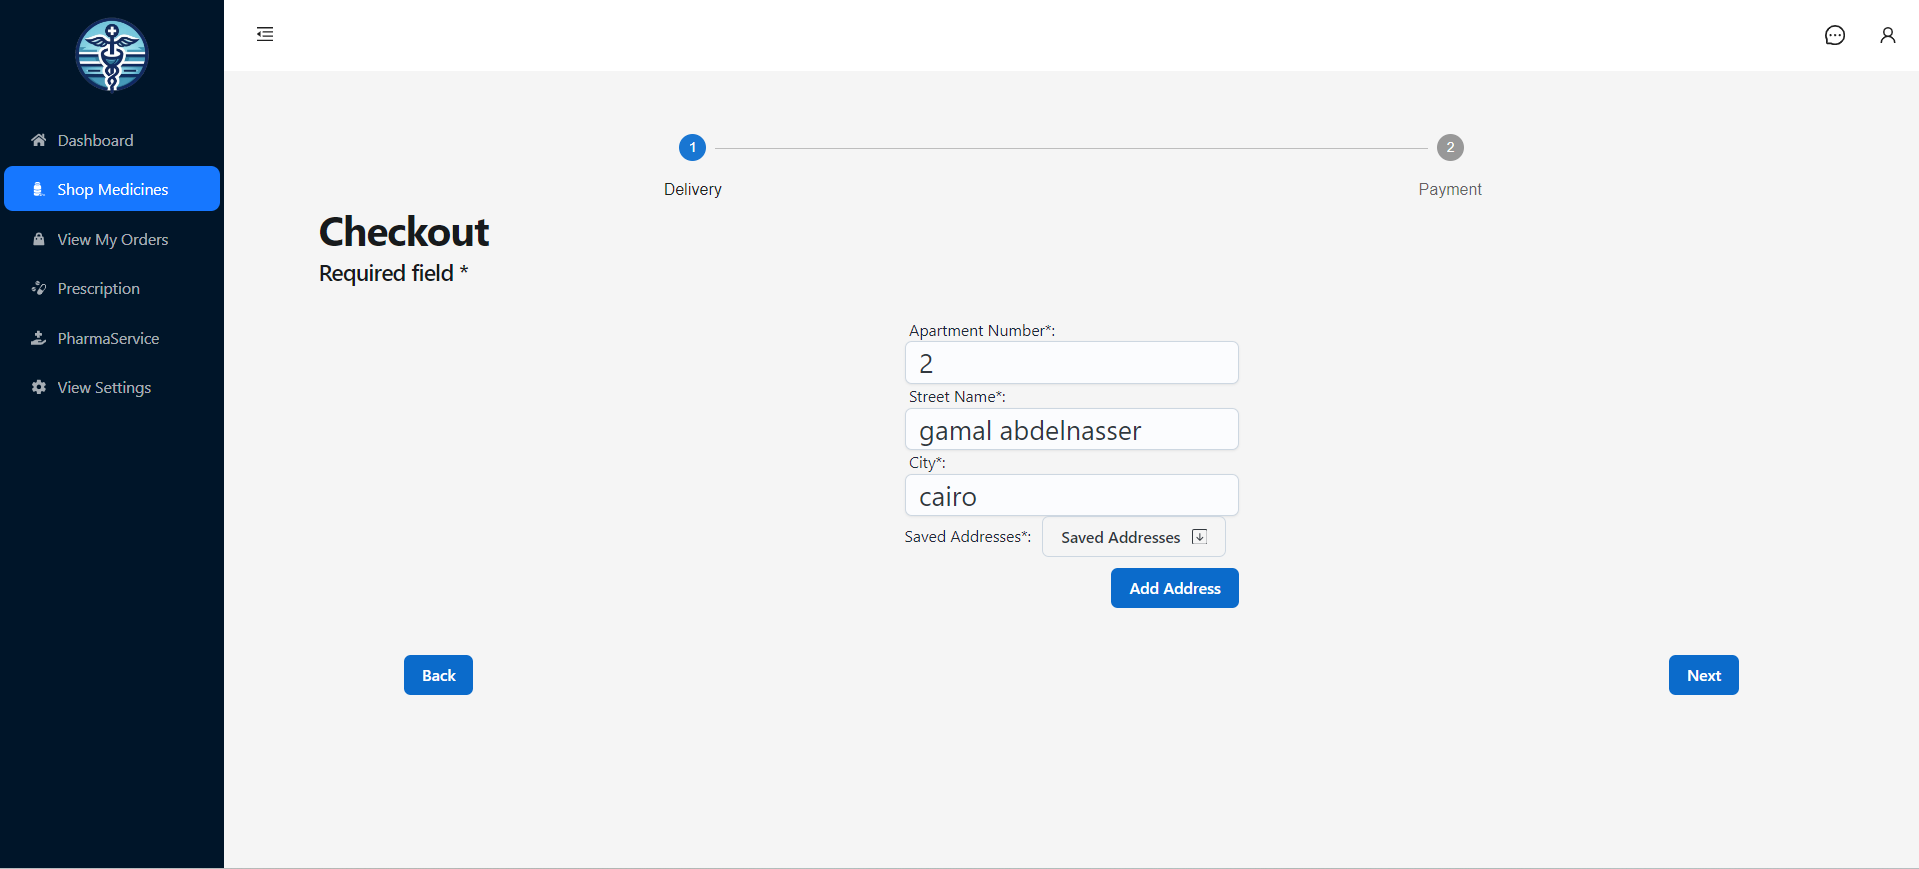 Dashboard
Shop Medicines
View My Orders
Prescription
PharmaService
View Settings
1
2
Delivery
Payment
Checkout
Required field *
Apartment Number*:
2
Street Name*:
gamal abdelnasser
City*:
cairo
Saved Addresses*: Saved Addresses
Add Address
Back
Next